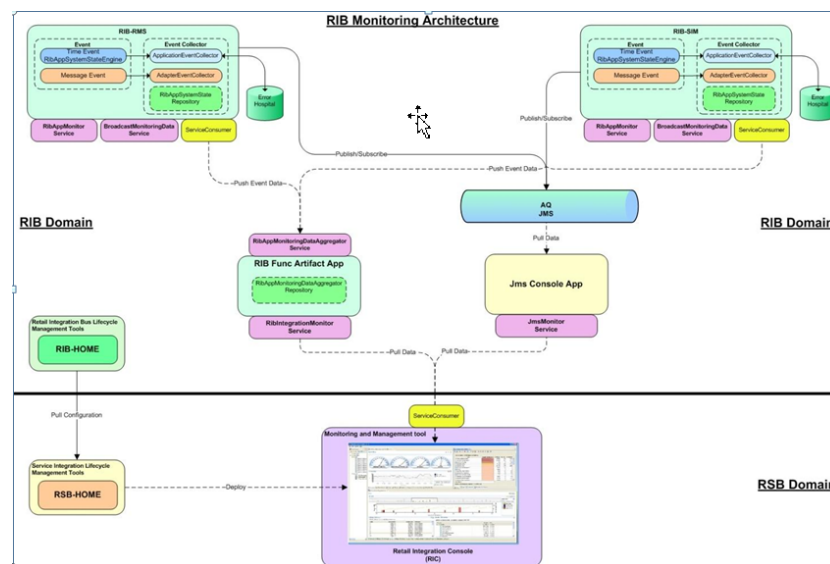 RIB Monitoring Architecture
RIB-RMS
Event
Time Event
RibAppSystemStateEngine
Message Event
Event Collector
ApplicationEventCollector
AdapterEventCollector
RibAppSystemState
Repository
Error
Hospital
RibAppMonitor
Service
BroadcastMonitoringData
Service
ServiceConsumer
RIB-SIM
Event
Time Event
RibAppSystemStateEngine
Message Event
Event Collector
ApplicationEventCollector
AdapterEventCollector
RibAppSystemState
Repository
Error
Hospital
RibAppMonitor
Service
BroadcastMonitoringData
Service
ServiceConsumer
Publish/Subscribe
Publish/Subscribe
Push Event Data
Push Event Data
RIB Domain
RIB Domain
AQ
JMS
Pull Data
RibAppMonitoringDataAggregator
Service
RIB Func Artifact App
RibAppMonitoringDataAggregator
Repository
RibIntegrationMonitor
Service
Jms Console App
JmsMonitor
Service
Pull Data
Pull Data
Retail Integration Bus Lifecycle
Management Tools
RIB-HOME
Pull Configuration
ServiceConsumer
Monitoring and Management tool
Service Integration Lifecycle
Management Tools
RSB-HOME
Deploy
RSB Domain
Retail Integration Console
(RIC)